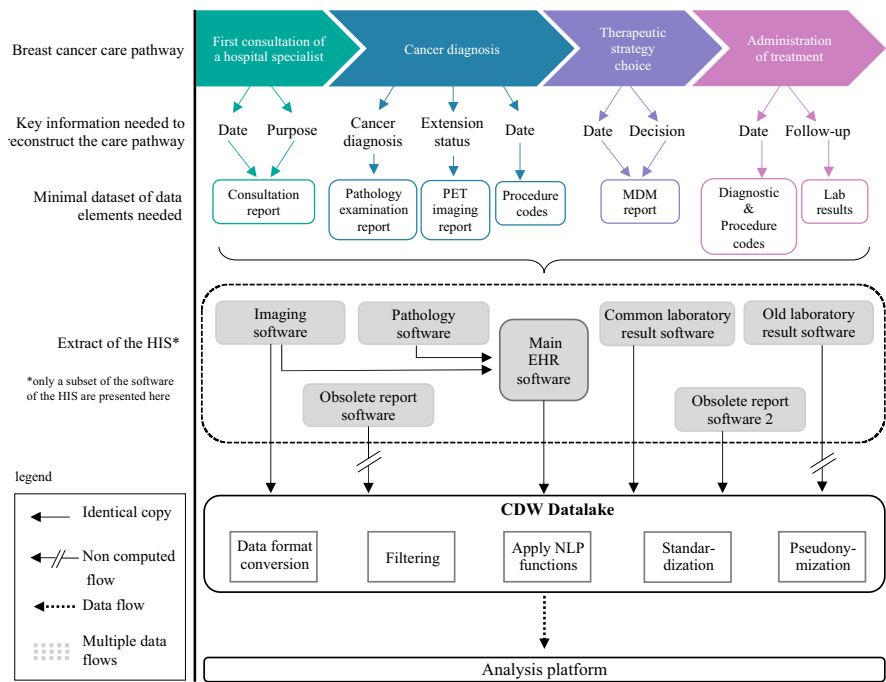 Breast cancer care pathway
First consultation of
a hospital specialist
Cancer diagnosis
Therapeutic
strategy
choice
Administration
of treatment
Key information needed to
reconstruct the care pathway
Date
Purpose
Cancer
diagnosis
Extension
status
Date
Date
Decision
Date
Follow-up
Minimal dataset of data
elements needed
Consultation
report
Pathology
examination
report
PET
imaging
report
Procedure
codes
MDM
report
Diagnostic
&
Procedure
codes
Lab
results
Extract of the HIS*
*only a subset of the software
of the HIS are presented here
Imaging
software
Pathology
software
Main
EHR
software
Common laboratory
result software
Old laboratory
result software
Obsolete report
software
Obsolete report
software 2
legend
Identical copy
Non computed
flow
Data flow
Multiple data
flows
CDW Datalake
Data format
conversion
Filtering
Apply NLP
functions
Standar-
dization
Pseudony-
mization
Analysis platform